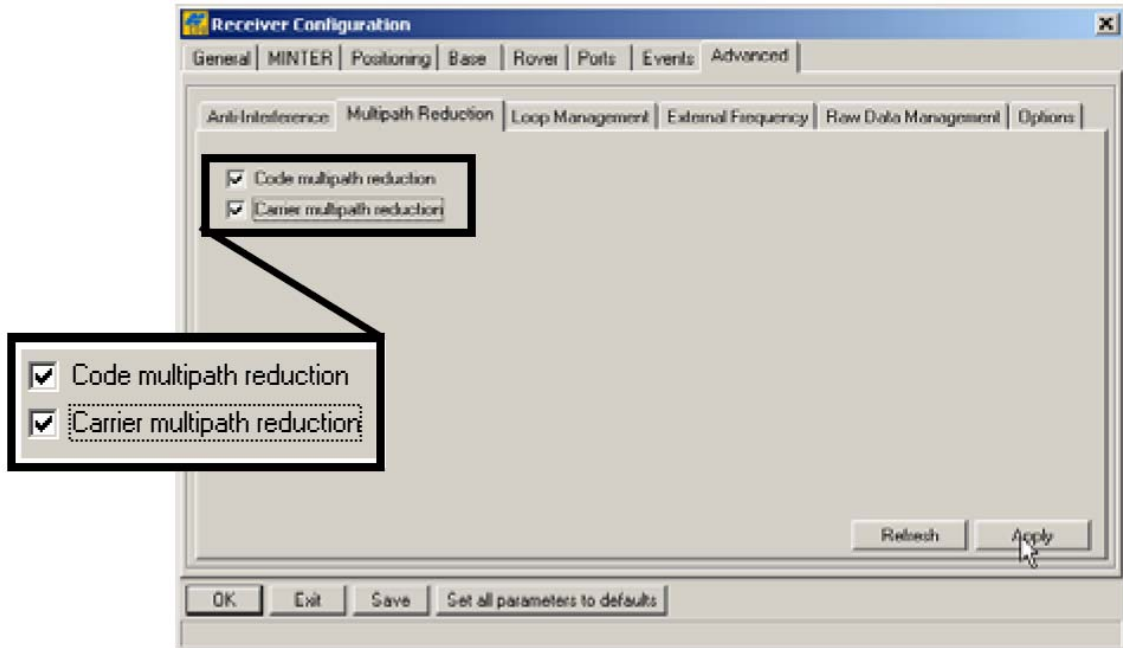 Receiver Configuration
General MINTER Positioning Base Rover Ports Events Advanced
Anti-Interference Multipath Reduction Loop Management External Frequency Raw Data Management Options
Code multipath reduction
Carrier multipath reduction
Code multipath reduction
Carrier multipath reduction
Refresh Apply
OK Exit Save Set all parameters to defaults